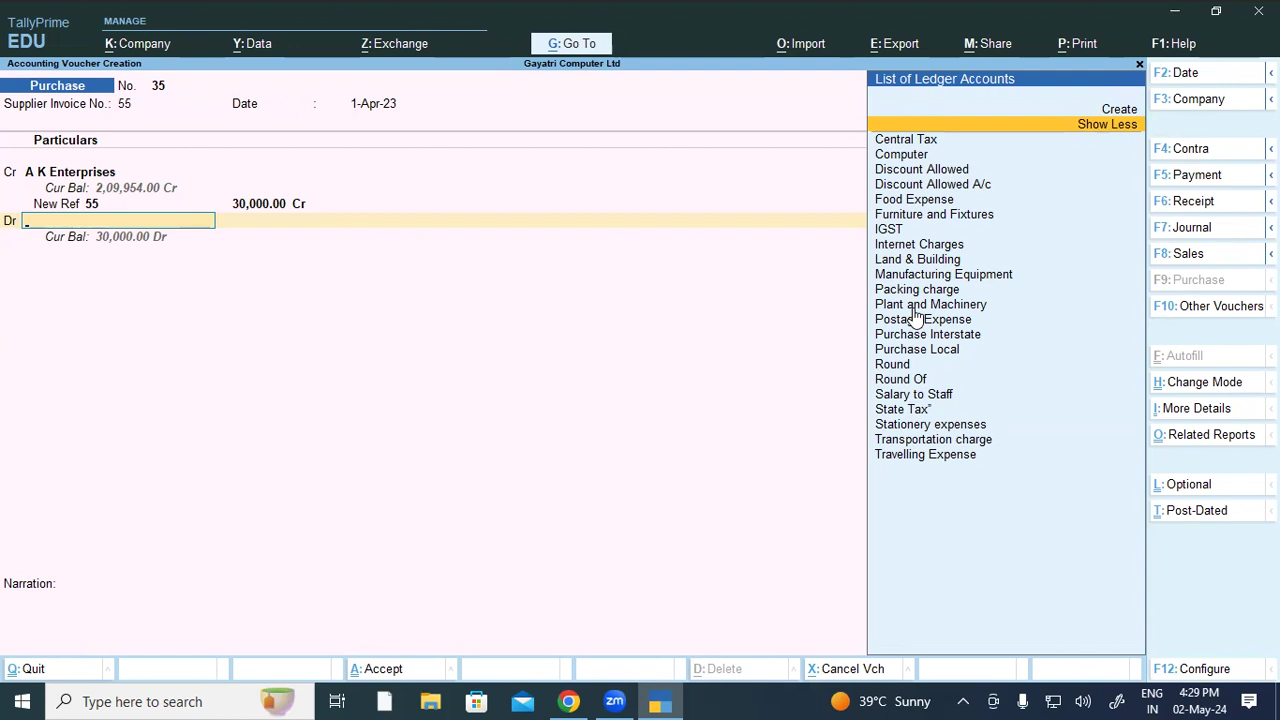 TallyPrime
EDU
MANAGE
K: Company
Y: Data
Z: Exchange
G: Go To
O: Import
E: Export
M: Share
P: Print
F1: Help
Accounting Voucher Creation
Gayatri Computer Ltd
Purchase No. 35
Supplier Invoice No.: 55 Date : 1-Apr-23
Particulars
Cr A K Enterprises
Cur Bal: 2,09,954.00 Cr
New Ref 55 30,000.00 Cr
Dr
Cur Bal: 30,000.00 Dr
Narration:
List of Ledger Accounts
Create
Show Less
Central Tax
Computer
Discount Allowed
Discount Allowed A/c
Food Expense
Furniture and Fixtures
IGST
Internet Charges
Land & Building
Manufacturing Equipment
Packing charge
Plant and Machinery
Expense
Purchase Interstate
Purchase Local
Round
Round Of
Salary to Staff
State Tax"
Stationery expenses
Transportation charge
Travelling Expense
F2: Date
F3: Company
F4: Contra
F5: Payment
F6: Receipt
F7: Journal
F8: Sales
F9: Purchase
F10: Other Vouchers
F: Autofill
H: Change Mode
I: More Details
O: Related Reports
L: Optional
T: Post-Dated
Q: Quit
A: Accept
D: Delete
X: Cancel Vch
F12: Configure
Type here to search
39°C Sunny
ENG
IN
4:29 PM
02-May-24